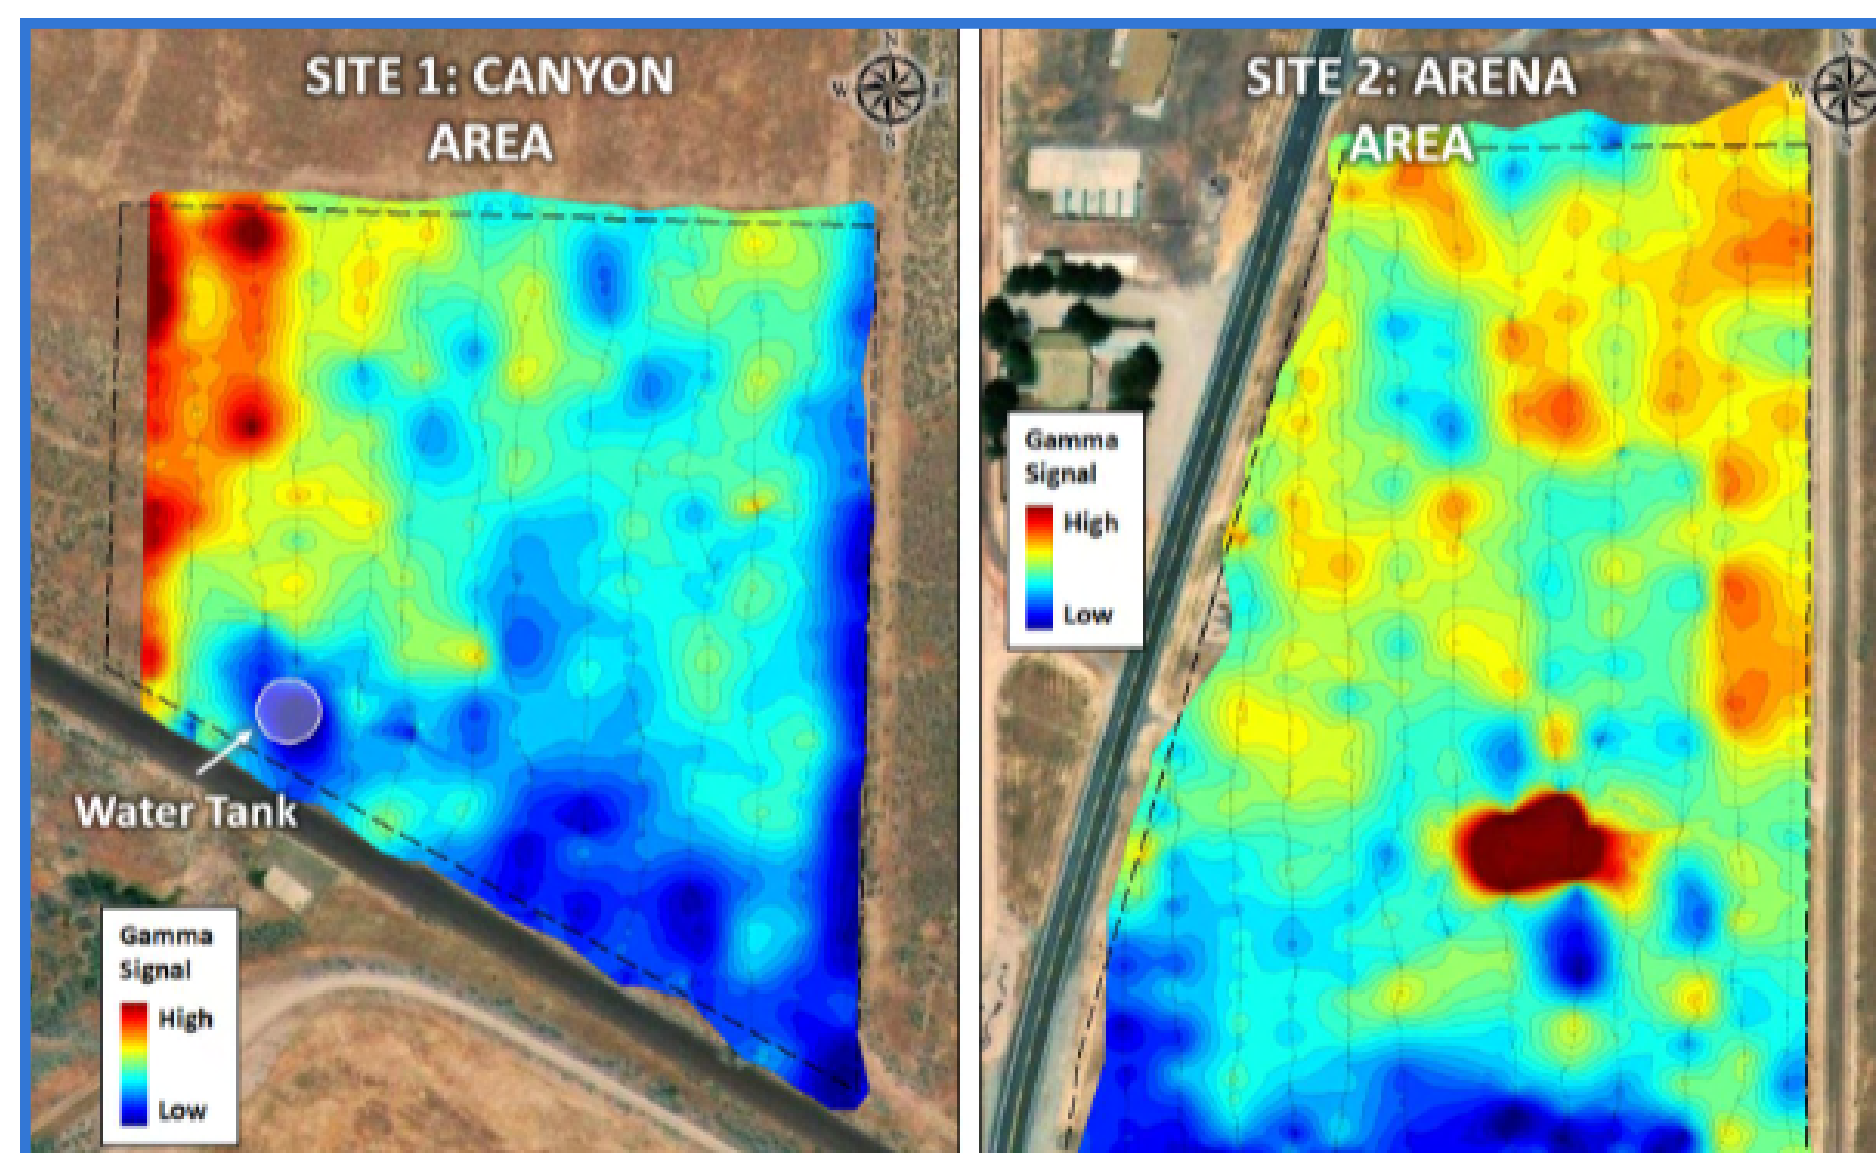 SITE 1: CANYON
AREA
N
W
E
N
Water Tank
Gamma
Signal
High
Low
SITE 2: ARENA
AREA
N
W
N
Gamma
Signal
High
Low